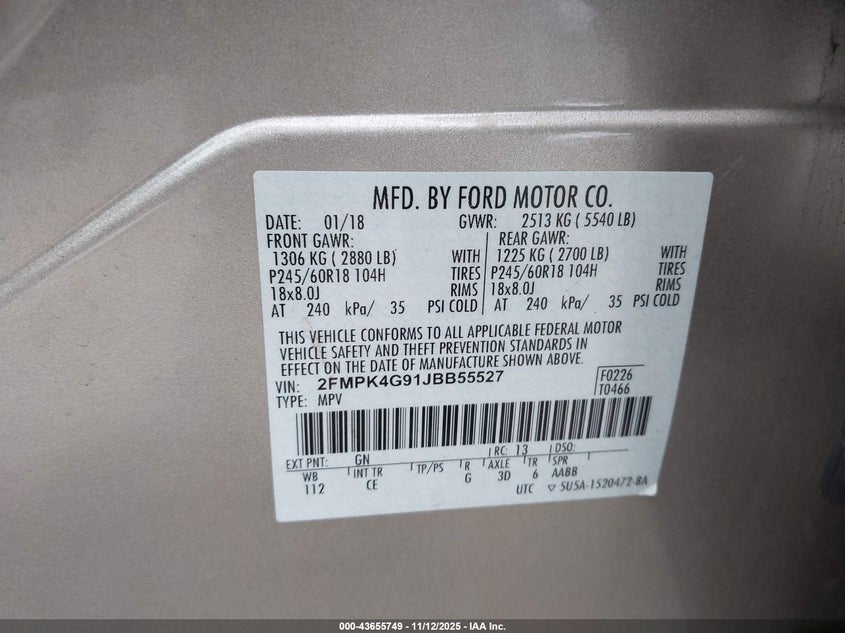 MFD. BY FORD MOTOR CO.
DATE: 01/18 GVWR: 2513 KG ( 5540 LB)
FRONT GAWR: REAR GAWR:
1306 KG ( 2880 LB) WITH 1225 KG ( 2700 LB) WITH
P245/60R18 104H TIRES P245/60R18 104H TIRES
18x8.0J RIMS 18x8.0J RIMS
AT 240 kPa/ 35 PSI COLD AT 240 kPa/ 35 PSI COLD
THIS VEHICLE CONFORMS TO ALL APPLICABLE FEDERAL MOTOR
VEHICLE SAFETY AND THEFT PREVENTION STANDARDS IN
EFFECT ON THE DATE OF MANUFACTURE SHOWN ABOVE.
VIN: 2FMPK4G91JBB55527 F0226
TYPE: MPV T0466
EXT PNT: GN RC: 13 DSO:
WB INT TR TP/PS R AXLE TR SPR
112 CE G 3D 6 AABB
UTC ▽ 5U5A-1520472-BA
000-43655749 - 11/12/2025 - IAA Inc.